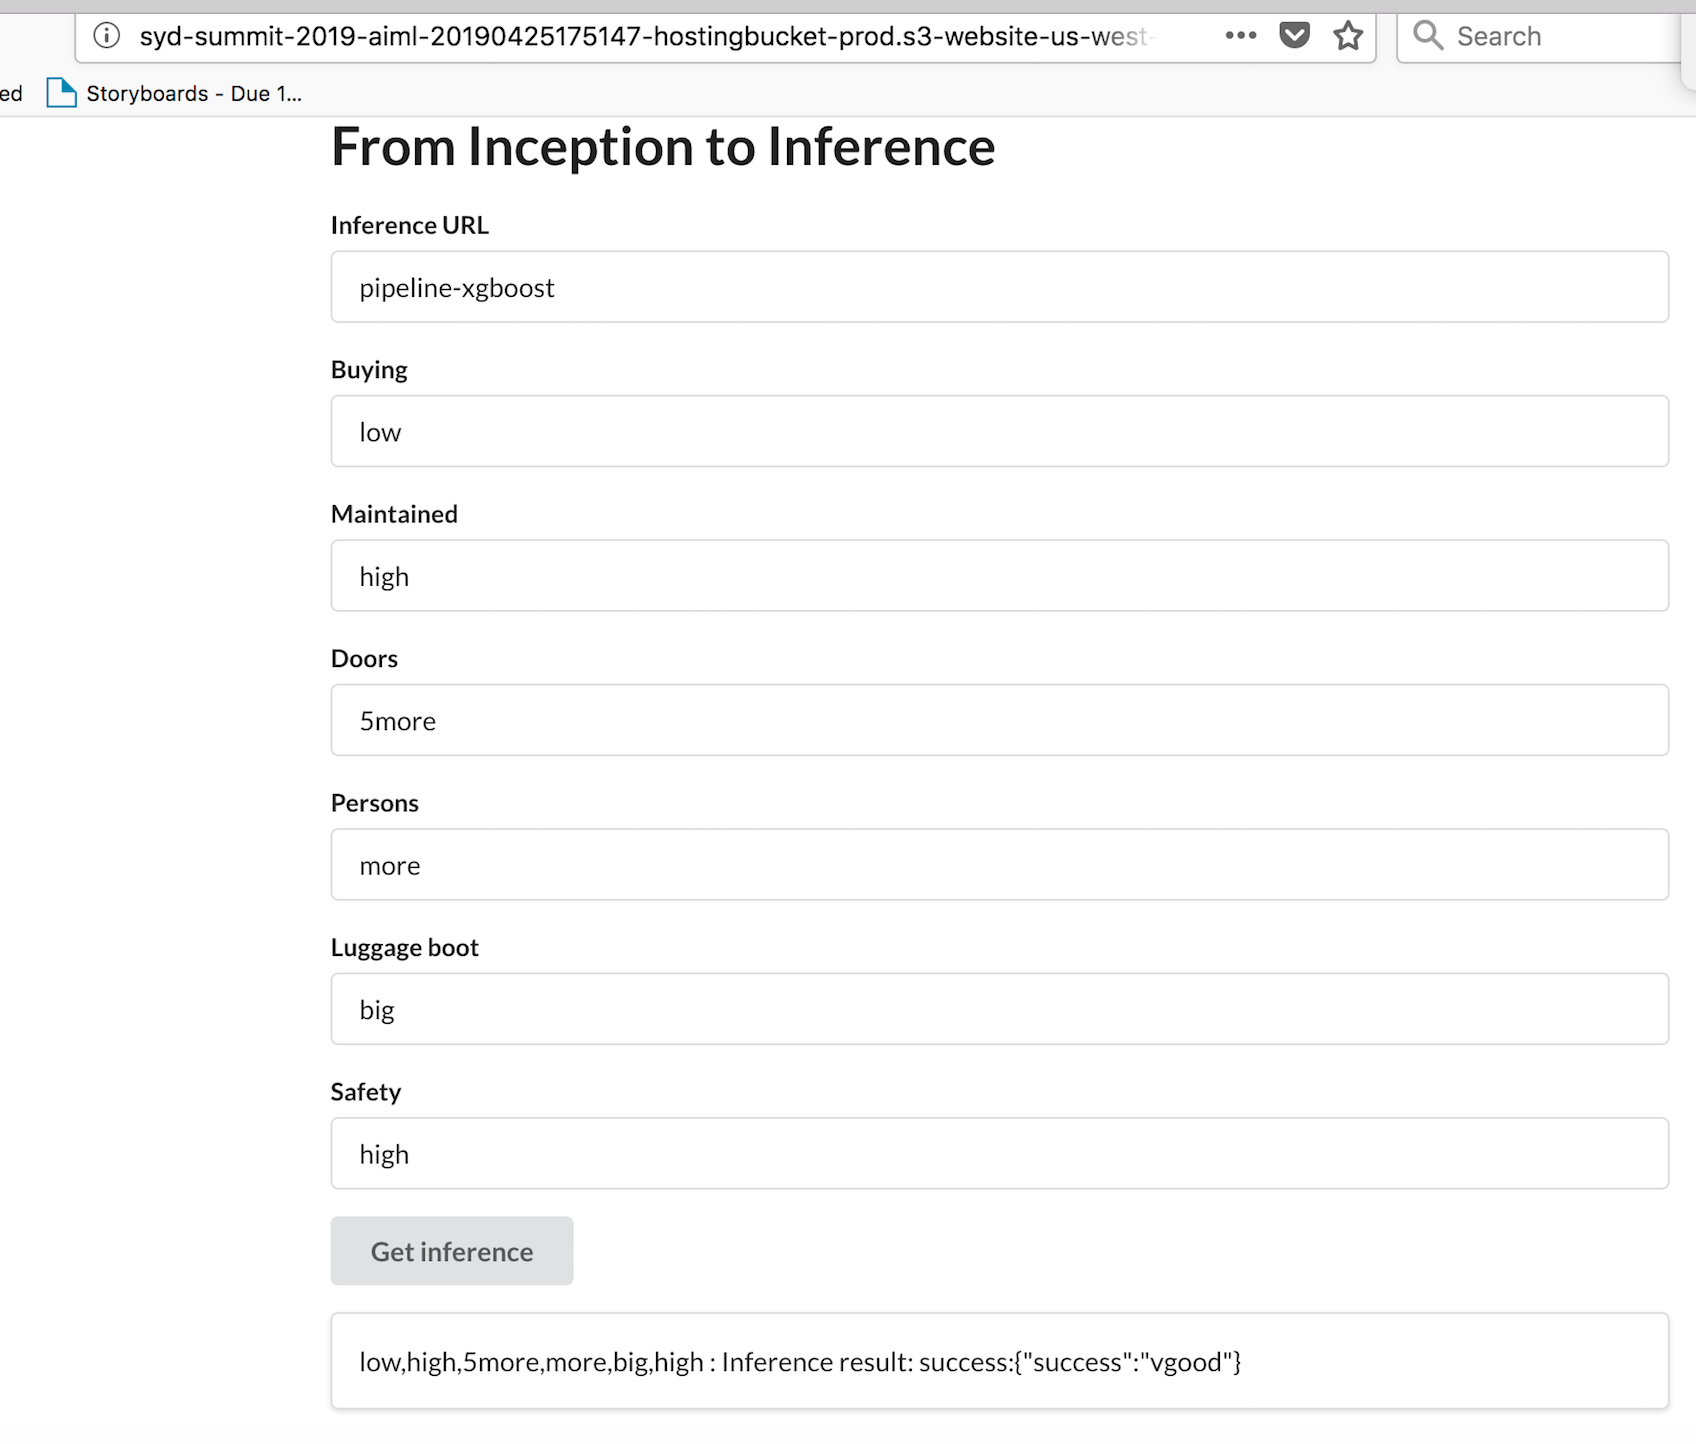 syd-summit-2019-aiml-20190425175147-hostingbucket-prod.s3-website-us-west-
Search
ed
Storyboards - Due 1...
From Inception to Inference
Inference URL
pipeline-xgboost
Buying
low
Maintained
high
Doors
5more
Persons
more
Luggage boot
big
Safety
high
Get inference
low,high,5more,more,big,high : Inference result: success:{"success":"vgood"}